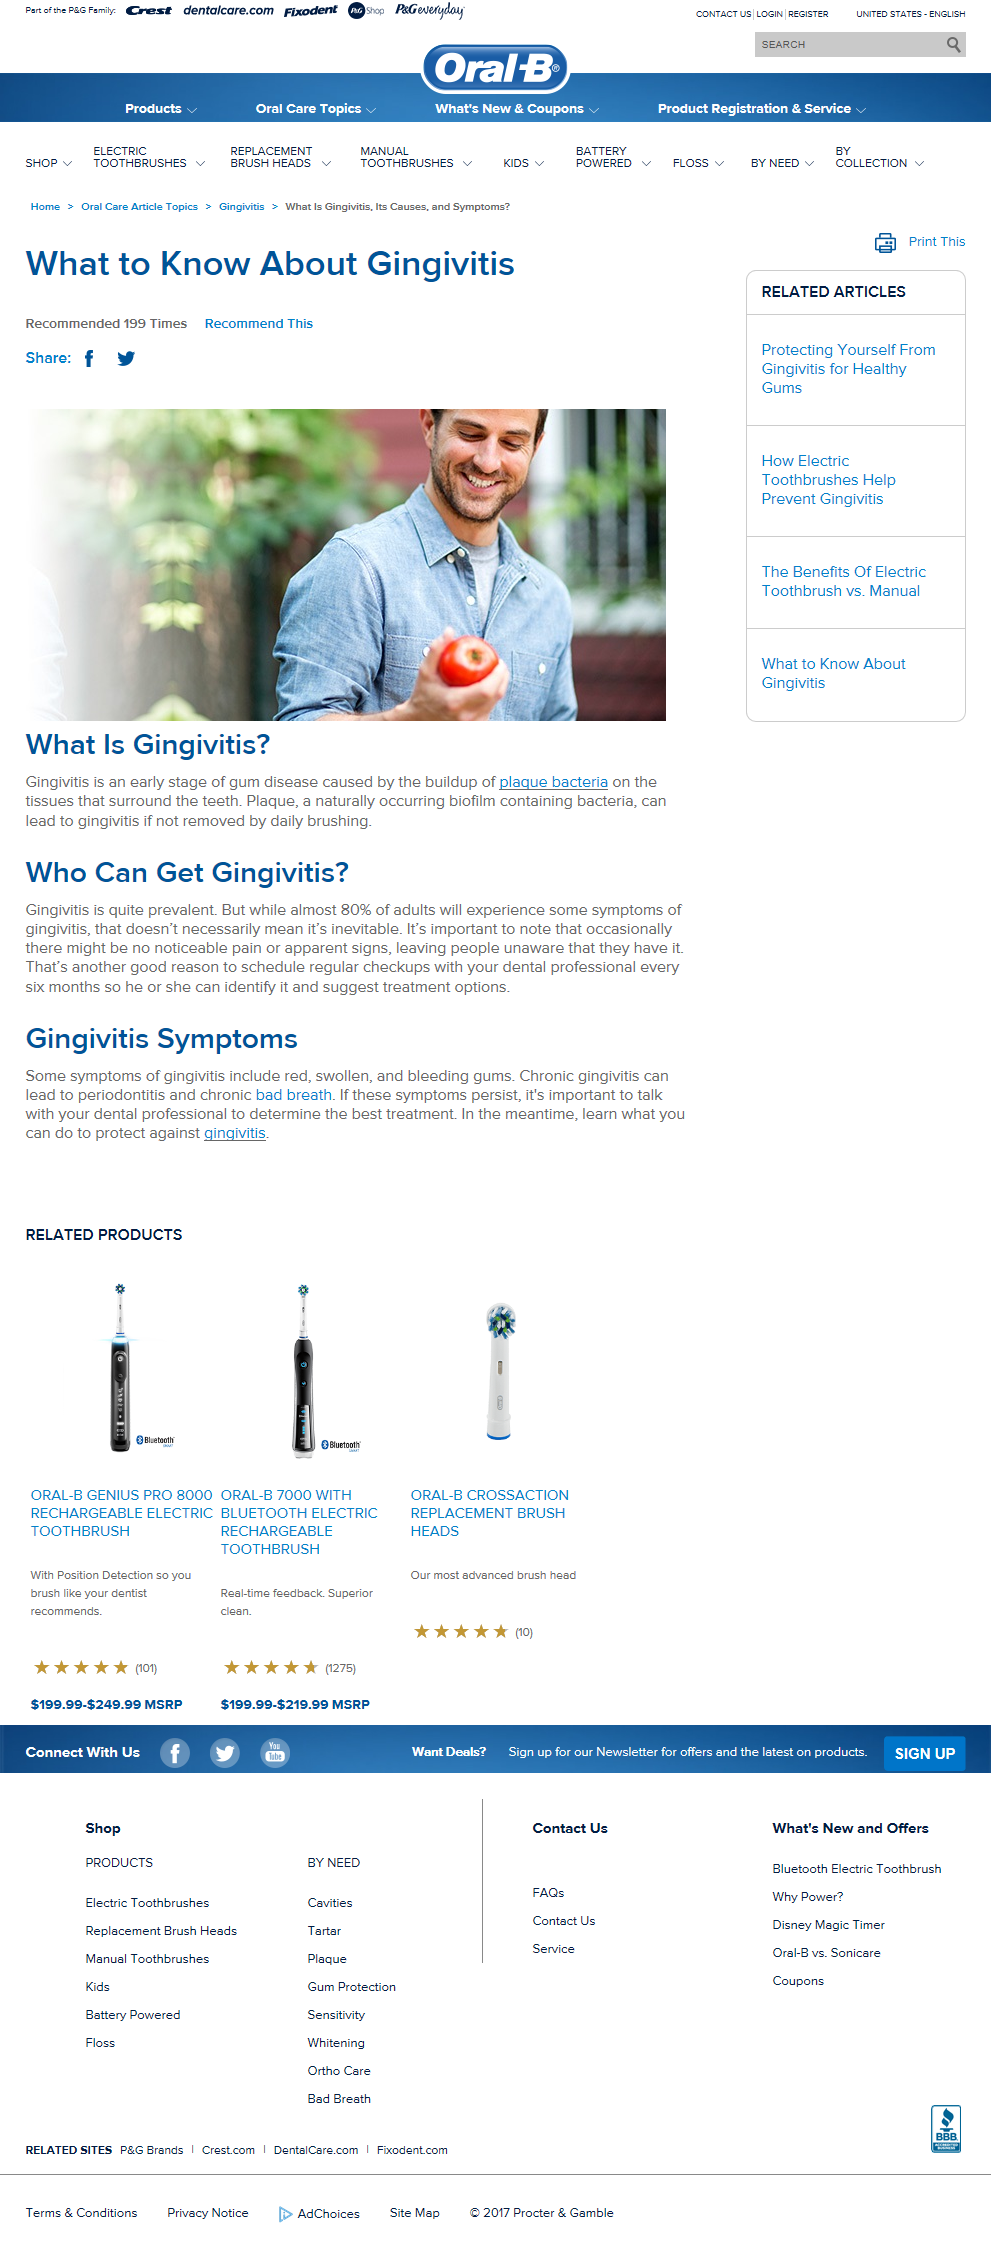 Part of the P&G Family: Crest dentalcare.com Fixodent P&G Shop P&Geveryday
CONTACT US | LOGIN | REGISTER UNITED STATES - ENGLISH
SEARCH
Oral-B®
Products What's New & Coupons Oral Care Topics Product Registration & Service
SHOP ELECTRIC TOOTHBRUSHES REPLACEMENT BRUSH HEADS MANUAL TOOTHBRUSHES KIDS BATTERY POWERED FLOSS BY NEED BY COLLECTION
Home > Oral Care Article Topics > Gingivitis > What Is Gingivitis, Its Causes, and Symptoms?
Print This
What to Know About Gingivitis
Recommended 199 Times Recommend This
Share:
RELATED ARTICLES
Protecting Yourself From
Gingivitis for Healthy
Gums
How Electric
Toothbrushes Help
Prevent Gingivitis
The Benefits Of Electric
Toothbrush vs. Manual
What to Know About
Gingivitis
What Is Gingivitis?
Gingivitis is an early stage of gum disease caused by the buildup of plaque bacteria on the
tissues that surround the teeth. Plaque, a naturally occurring biofilm containing bacteria, can
lead to gingivitis if not removed by daily brushing.
Who Can Get Gingivitis?
Gingivitis is quite prevalent. But while almost 80% of adults will experience some symptoms of
gingivitis, that doesn't necessarily mean it's inevitable. It's important to note that occasionally
there might be no noticeable pain or apparent signs, leaving people unaware that they have it.
That's another good reason to schedule regular checkups with your dental professional every
six months so he or she can identify it and suggest treatment options.
Gingivitis Symptoms
Some symptoms of gingivitis include red, swollen, and bleeding gums. Chronic gingivitis can
lead to periodontitis and chronic bad breath. If these symptoms persist, it's important to talk
with your dental professional to determine the best treatment. In the meantime, learn what you
can do to protect against gingivitis.
RELATED PRODUCTS
BluetooBluetooth
ORAL-B GENIUS PRO 8000
RECHARGEABLE ELECTRIC
TOOTHBRUSH
With Position Detection so you
brush like your dentist
recommends.
(101)
$199.99-$249.99 MSRP
ORAL-B 7000 WITH
BLUETOOTH ELECTRIC
RECHARGEABLE
TOOTHBRUSH
Real-time feedback. Superior
clean.
(1275)
$199.99-$219.99 MSRP
ORAL-B CROSSACTION
REPLACEMENT BRUSH
HEADS
Our most advanced brush head
(10)
Connect With Us You Tube Want Deals? Sign up for our Newsletter for offers and the latest on products. SIGN UP
Shop
PRODUCTS
Electric Toothbrushes
Replacement Brush Heads
Manual Toothbrushes
Kids
Battery Powered
Floss
BY NEED
Cavities
Tartar
Plaque
Gum Protection
Sensitivity
Whitening
Ortho Care
Bad Breath
Contact Us
FAQs
Contact Us
Service
What's New and Offers
Bluetooth Electric Toothbrush
Why Power?
Disney Magic Timer
Oral-B vs. Sonicare
Coupons
BBB
ACCREDITED BUSINESS
RELATED SITES P&G Brands | Crest.com | DentalCare.com | Fixodent.com
Terms & Conditions Privacy Notice AdChoices Site Map © 2017 Procter & Gamble